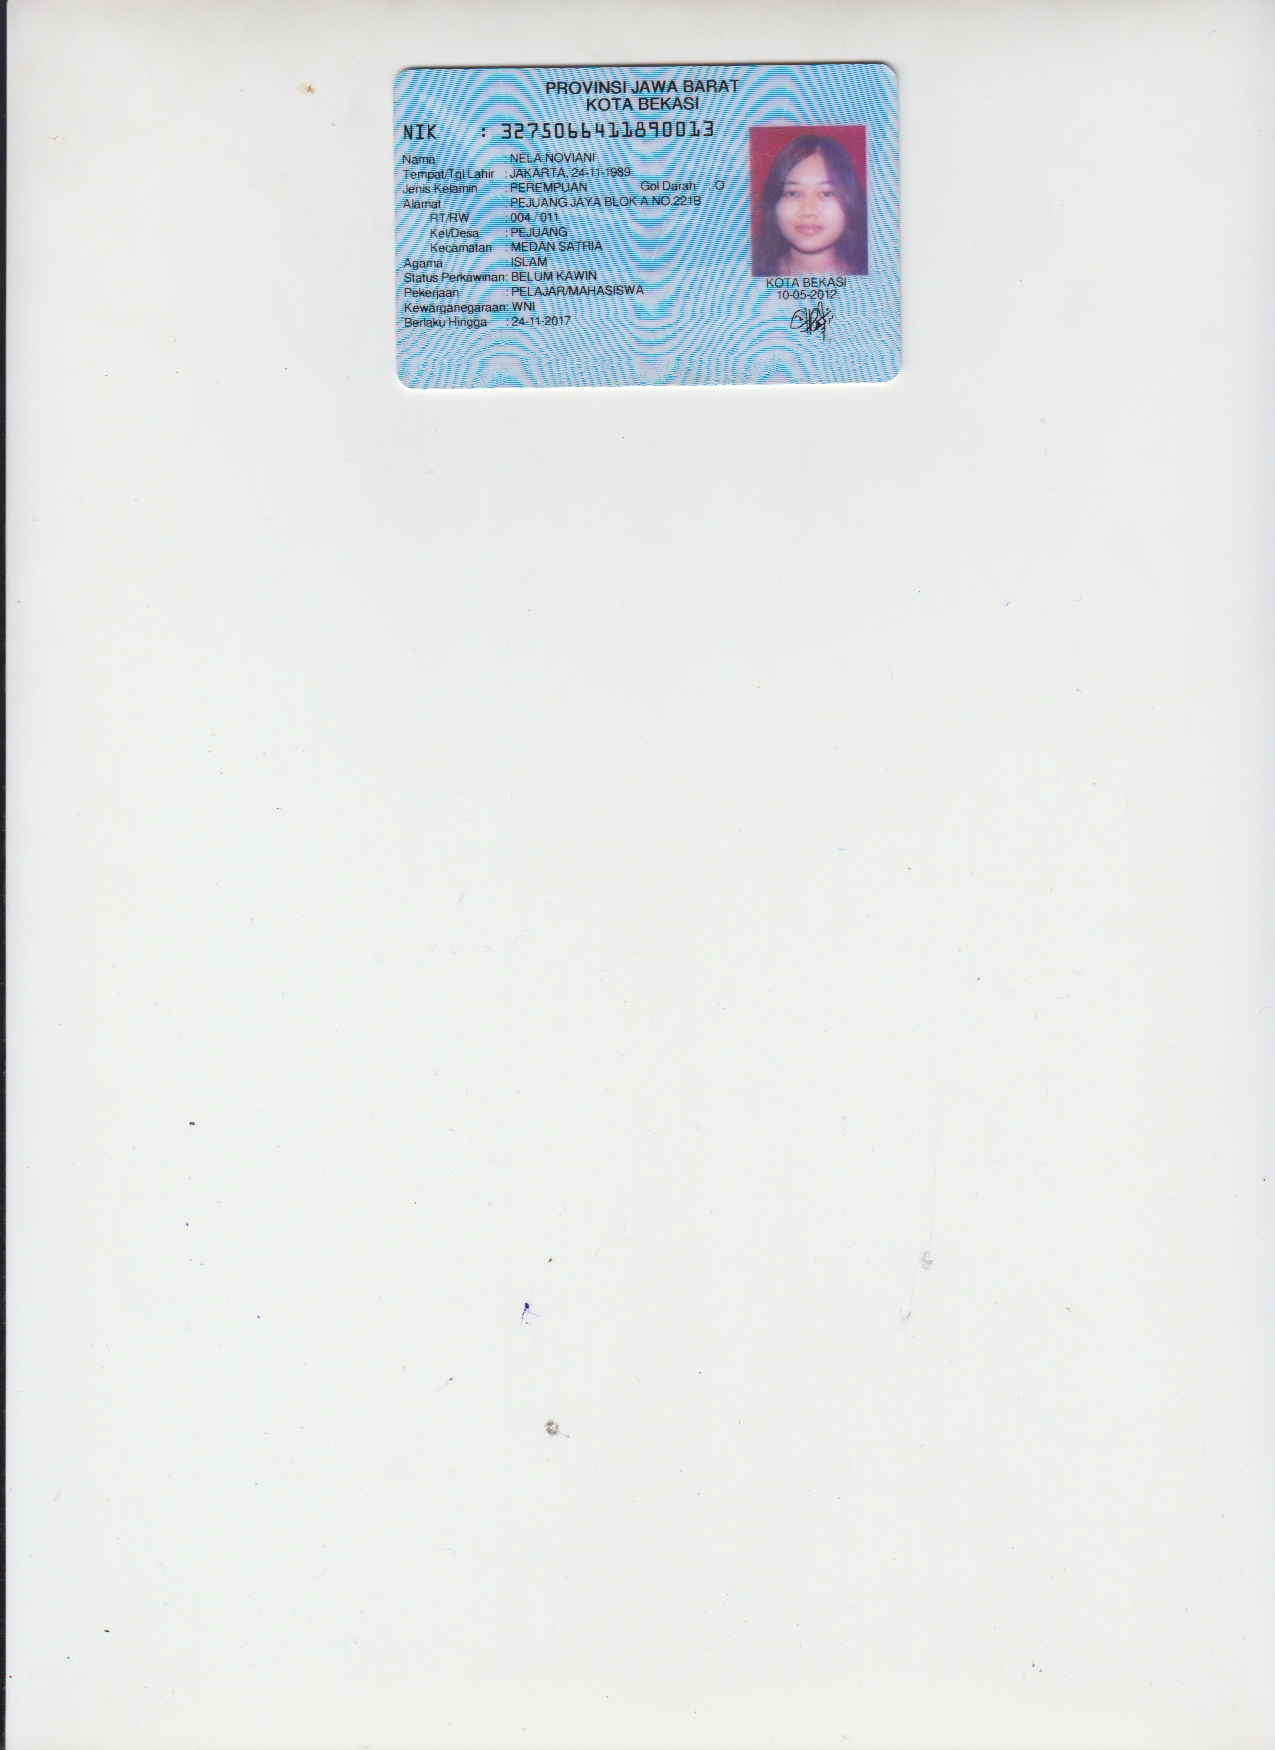 PROVINSI JAWA BARAT
KOTA BEKASI
NIK : 3275066411890013
Nama : NELA NOVIANI
Tempat/Tgl Lahir : JAKARTA, 24-11-1989
Jenis Kelamin : PEREMPUAN Gol Darah : O
Alamat : PEJUANG JAYA BLOK A NO.221B
RT/RW : 004 / 011
Kel/Desa : PEJUANG
Kecamatan : MEDAN SATRIA
Agama : ISLAM
Status Perkawinan: BELUM KAWIN
Pekerjaan : PELAJAR/MAHASISWA
Kewarganegaraan: WNI
Berlaku Hingga : 24-11-2017
KOTA BEKASI
10-05-2012